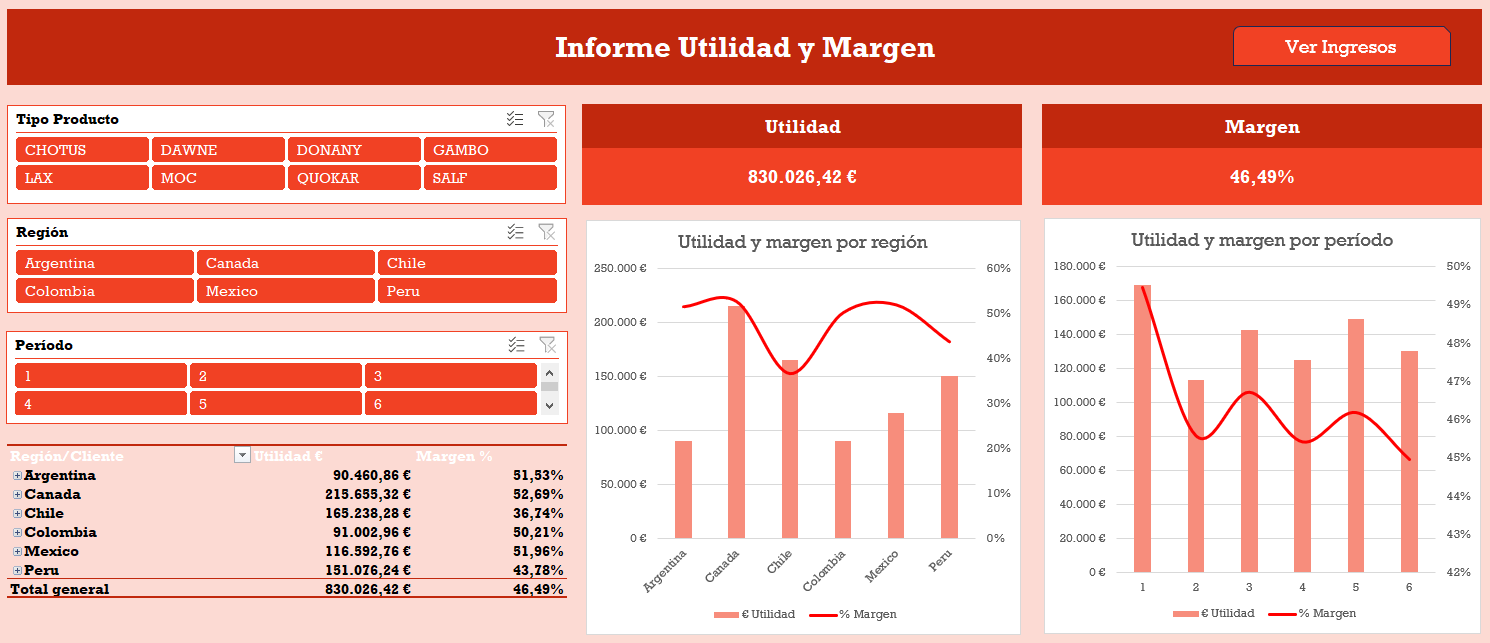 Informe Utilidad y Margen
Ver Ingresos
Tipo Producto
CHOTUS DAWNE DONANY GAMBO
LAX MOC QUOKAR SALF
Región
Argentina Canada Chile
Colombia Mexico Peru
Período
1 2 3
4 5 6
Región/Cliente Utilidad € Margen %
Argentina 90.460,86 € 51,53%
Canada 215.655,32 € 52,69%
Chile 165.238,28 € 36,74%
Colombia 91.002,96 € 50,21%
Mexico 116.592,76 € 51,96%
Peru 151.076,24 € 43,78%
Total general 830.026,42 € 46,49%
Utilidad
830.026,42 €
Margen
46,49%
Utilidad y margen por región
250.000 € 60%
200.000 € 50%
150.000 € 40%
100.000 € 30%
50.000 € 20%
0 € 10%
0%
Argentina Canada Chile Colombia Mexico Peru
€ Utilidad % Margen
Utilidad y margen por período
180.000 € 50%
160.000 € 49%
140.000 € 48%
120.000 € 47%
100.000 € 46%
80.000 € 45%
60.000 € 44%
40.000 € 43%
20.000 € 42%
0 €
1 2 3 4 5 6
€ Utilidad % Margen